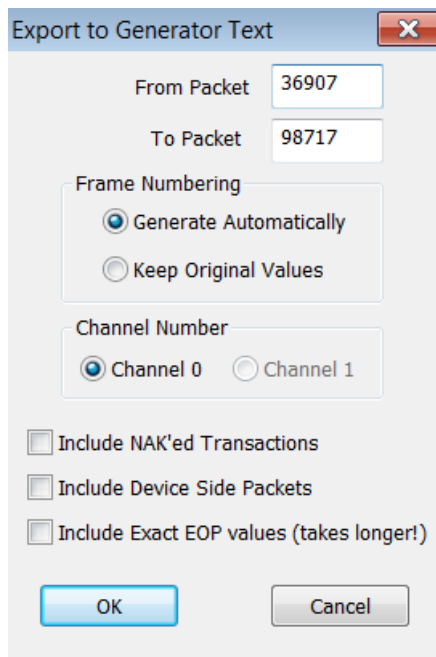 Export to Generator Text
From Packet 36907
To Packet 98717
Frame Numbering
Generate Automatically
Keep Original Values
Channel Number
Channel 0 Channel 1
Include NAK'ed Transactions
Include Device Side Packets
Include Exact EOP values (takes longer!)
OK Cancel